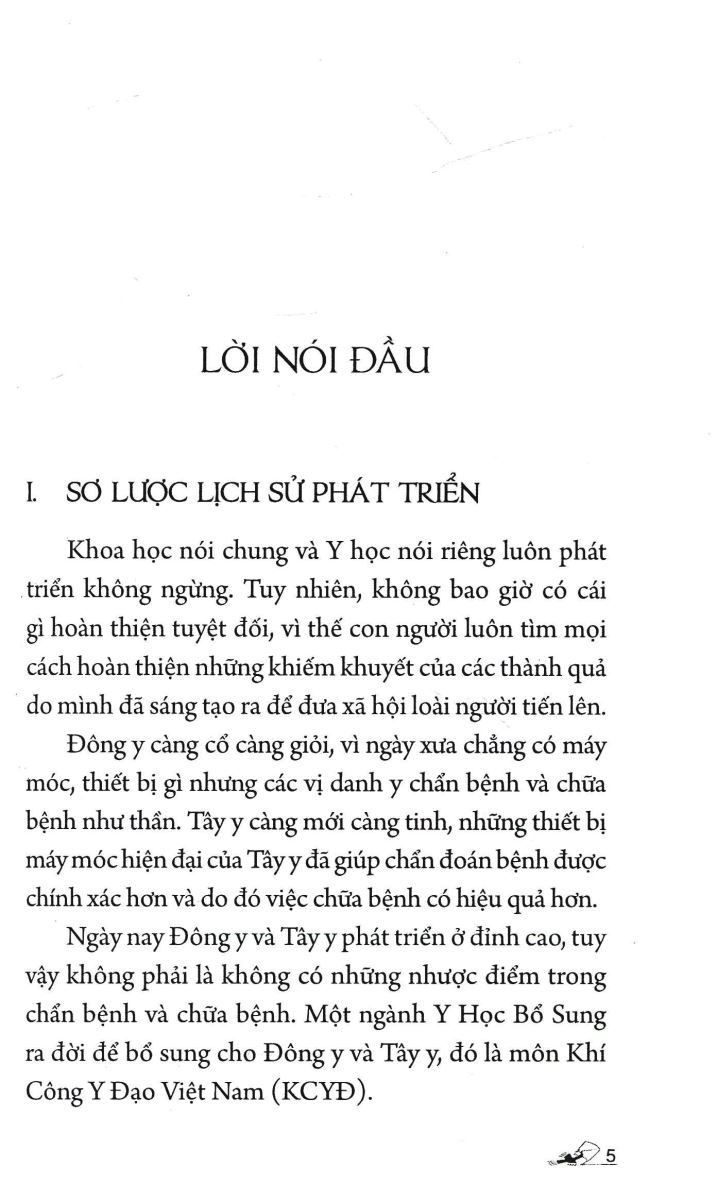 LỜI NÓI ĐẦU
I. SƠ LƯỢC LỊCH SỬ PHÁT TRIỂN
Khoa học nói chung và Y học nói riêng luôn phát
triển không ngừng. Tuy nhiên, không bao giờ có cái
gì hoàn thiện tuyệt đối, vì thế con người luôn tìm mọi
cách hoàn thiện những khiếm khuyết của các thành quả
do mình đã sáng tạo ra để đưa xã hội loài người tiến lên.
Đông y càng cổ càng giỏi, vì ngày xưa chẳng có máy
móc, thiết bị gì nhưng các vị danh y chẩn bệnh và chữa
bệnh như thần. Tây y càng mới càng tinh, những thiết bị
máy móc hiện đại của Tây y đã giúp chẩn đoán bệnh được
chính xác hơn và do đó việc chữa bệnh có hiệu quả hơn.
Ngày nay Đông y và Tây y phát triển ở đỉnh cao, tuy
vậy không phải là không có những nhược điểm trong
chẩn bệnh và chữa bệnh. Một ngành Y Học Bổ Sung
ra đời để bổ sung cho Đông y và Tây y, đó là môn Khí
Công Y Đạo Việt Nam (KCYĐ).
5